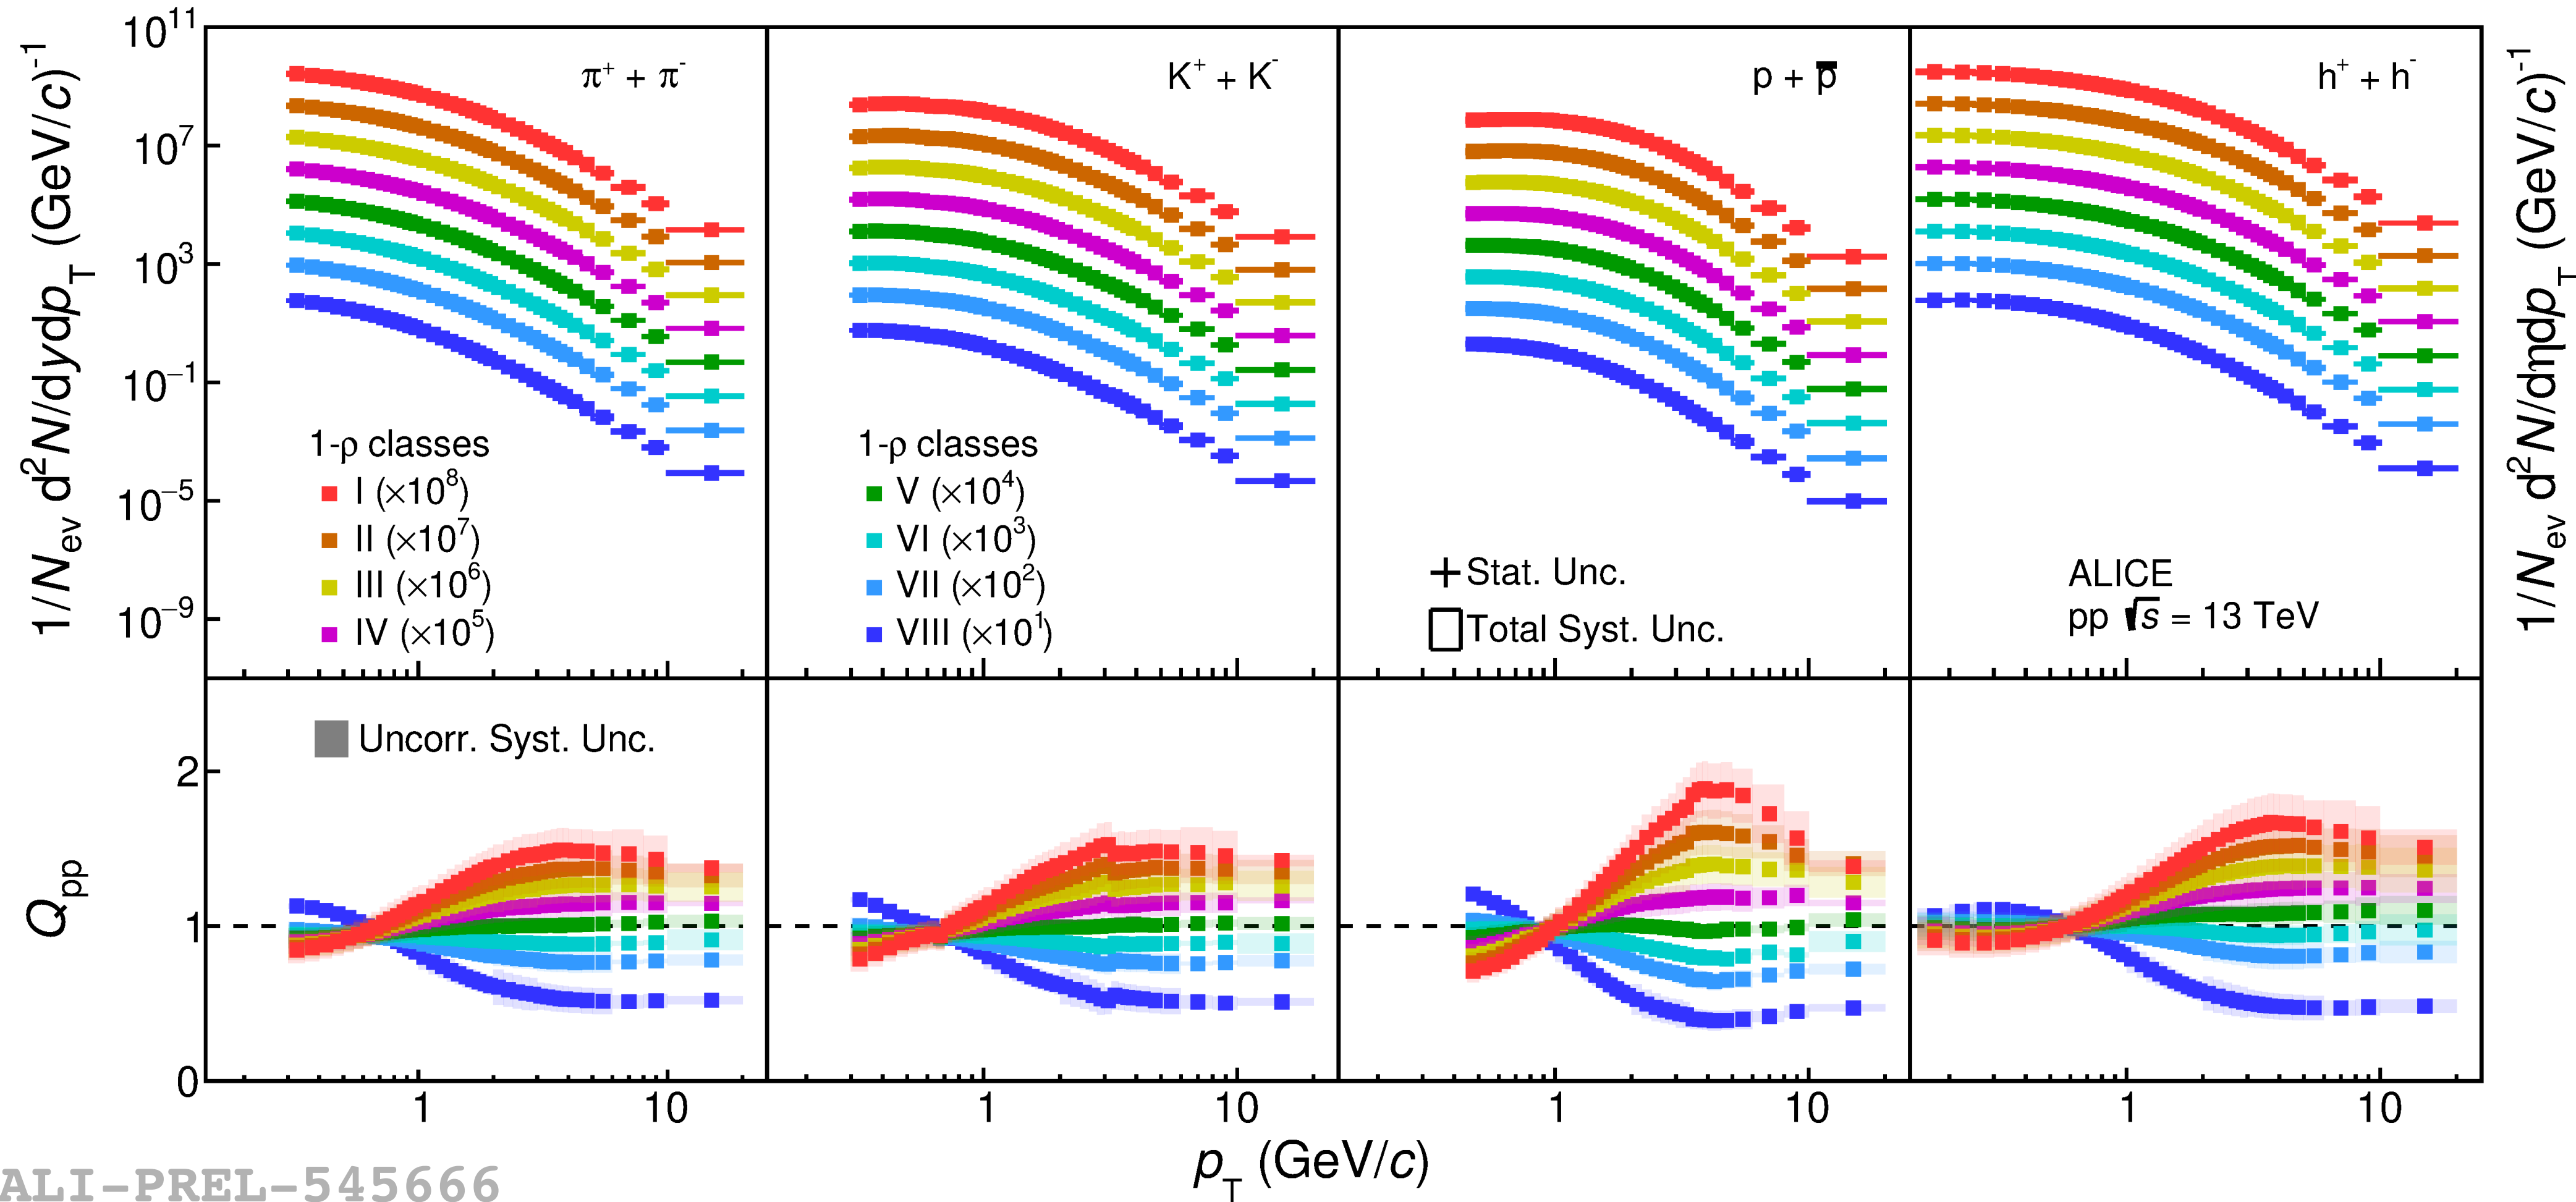 1/N_ev d²N/dydp_T (GeV/c)⁻¹
10¹¹
10⁷
10³
10⁻¹
10⁻⁵
10⁻⁹
π⁺ + π⁻
K⁺ + K⁻
p + p̅
h⁺ + h⁻
1/N_ev d²N/dηdp_T (GeV/c)⁻¹
1-ρ classes
I (×10⁸)
II (×10⁷)
III (×10⁶)
IV (×10⁵)
1-ρ classes
V (×10⁴)
VI (×10³)
VII (×10²)
VIII (×10¹)
Stat. Unc.
Total Syst. Unc.
ALICE
pp √s = 13 TeV
Uncorr. Syst. Unc.
Q_pp
2
1
0
1 10 1 10 1 10 1 10
p_T (GeV/c)
ALI-PREL-545666